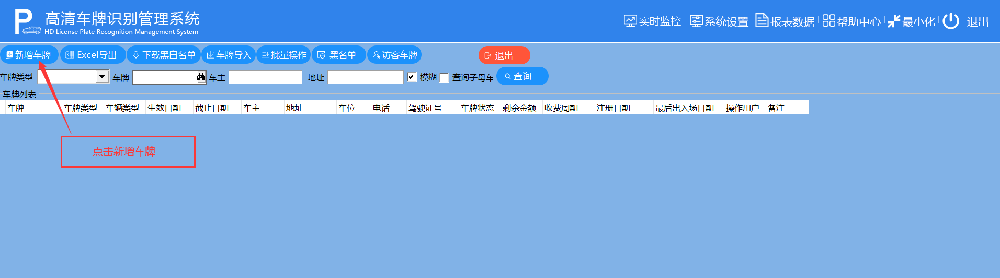 P 高清车牌识别管理系统
HD License Plate Recognition Management System
实时监控 系统设置 报表数据 帮助中心 最小化 退出
新增车牌 Excel导出 下载黑白名单 车牌导入 批量操作 黑名单 访客车牌 退出
车牌类型 车牌 车主 地址 模糊 查询子母车 查询
车牌列表
车牌 车牌类型 车辆类型 生效日期 截止日期 车主 地址 车位 电话 驾驶证号 车牌状态 剩余金额 收费周期 注册日期 最后出入场日期 操作用户 备注
点击新增车牌